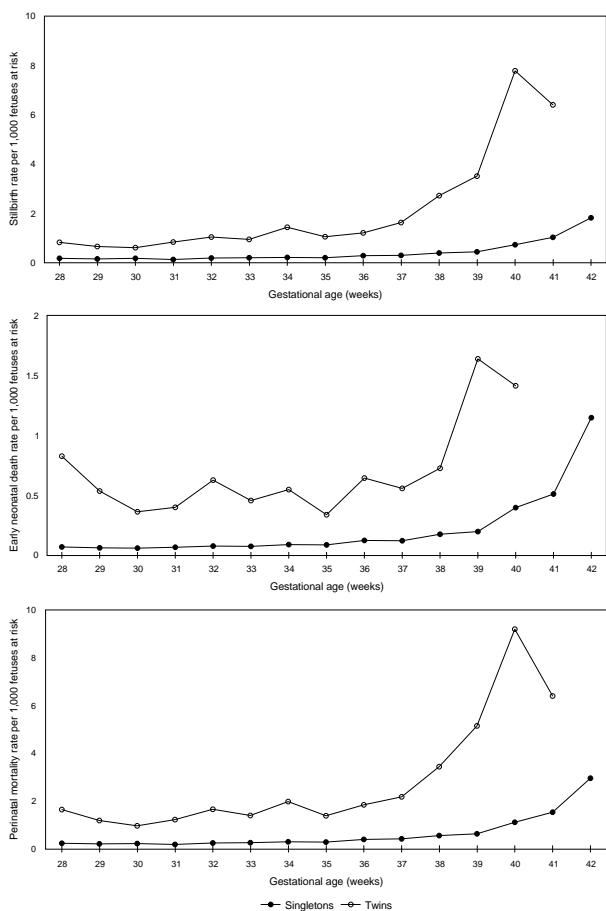 Stillbirth rate per 1,000 fetuses at risk
10
8
6
4
2
0
28 29 30 31 32 33 34 35 36 37 38 39 40 41 42
Gestational age (weeks)
Early neonatal death rate per 1,000 fetuses at risk
2
1.5
1
0.5
0
28 29 30 31 32 33 34 35 36 37 38 39 40 41 42
Gestational age (weeks)
Perinatal mortality rate per 1,000 fetuses at risk
10
8
6
4
2
0
28 29 30 31 32 33 34 35 36 37 38 39 40 41 42
Gestational age (weeks)
Singletons Twins